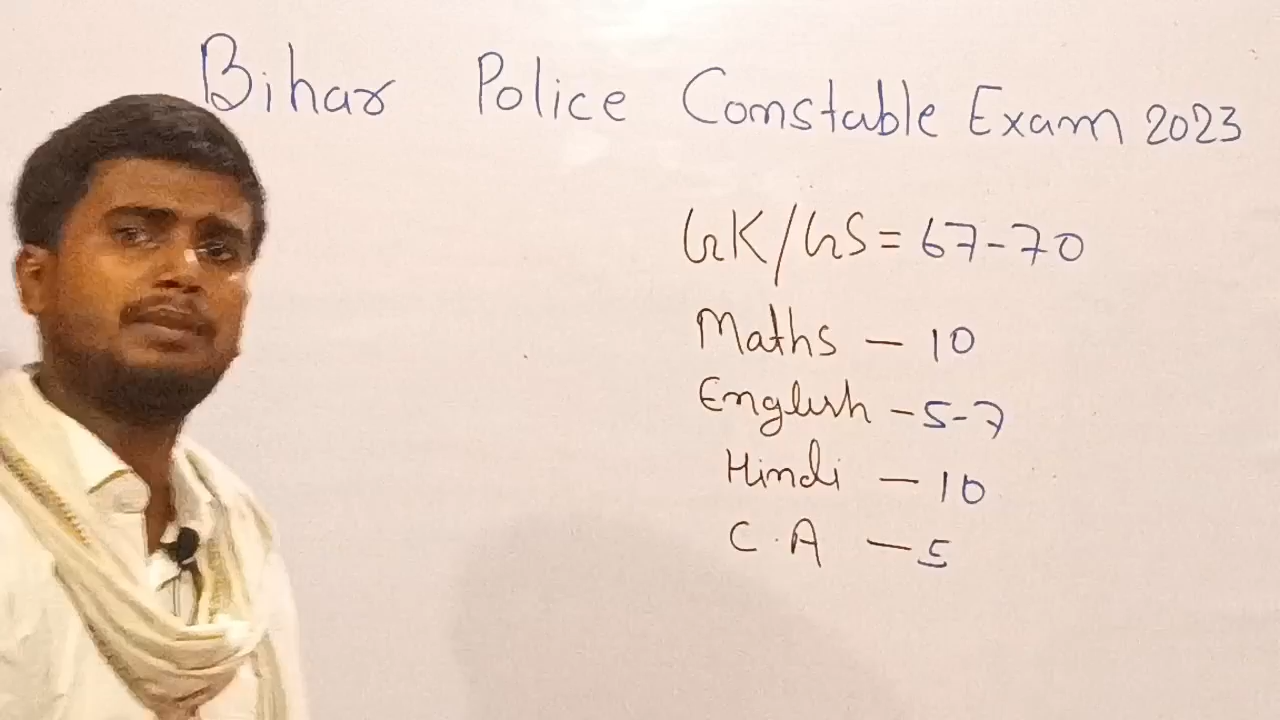 Bihar Police Constable Exam 2023
GK/GS = 67-70
Maths - 10
English - 5-7
Hindi - 10
C.A - 5